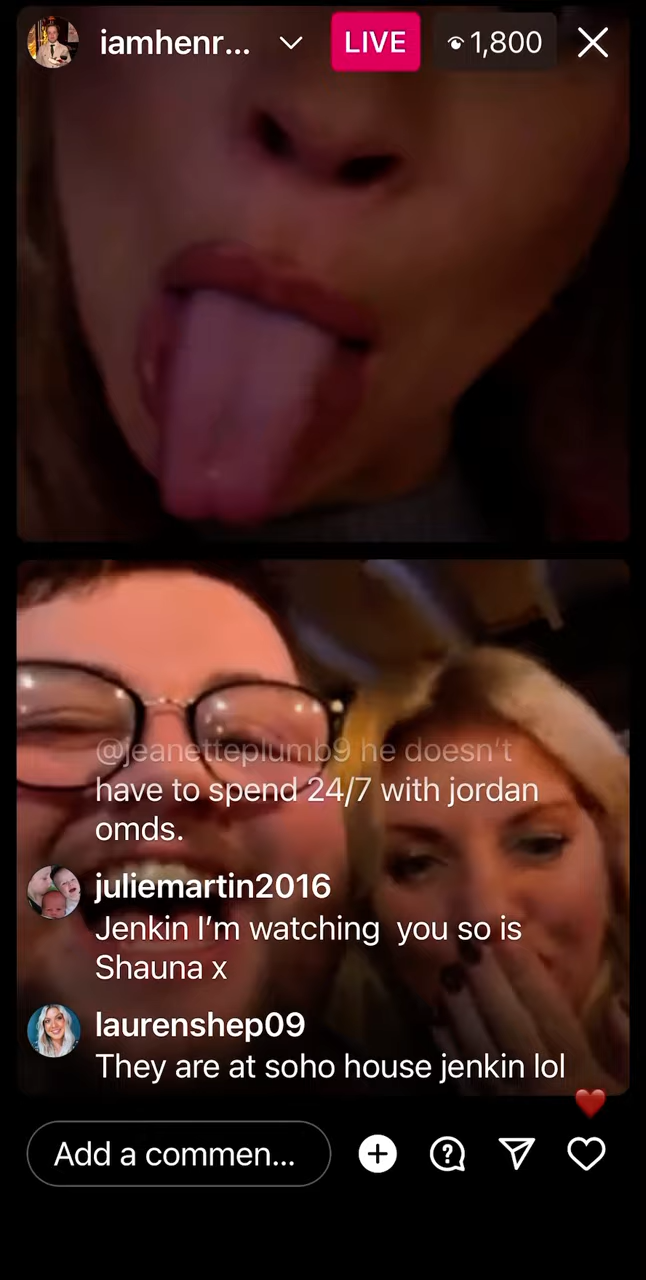 iamhenr...
LIVE
1,800
@jeanetteplumb9 he doesn't
have to spend 24/7 with jordan
omds.
juliemartin2016
Jenkin I'm watching  you so is
Shauna x
laurenshep09
They are at soho house jenkin lol
Add a commen...